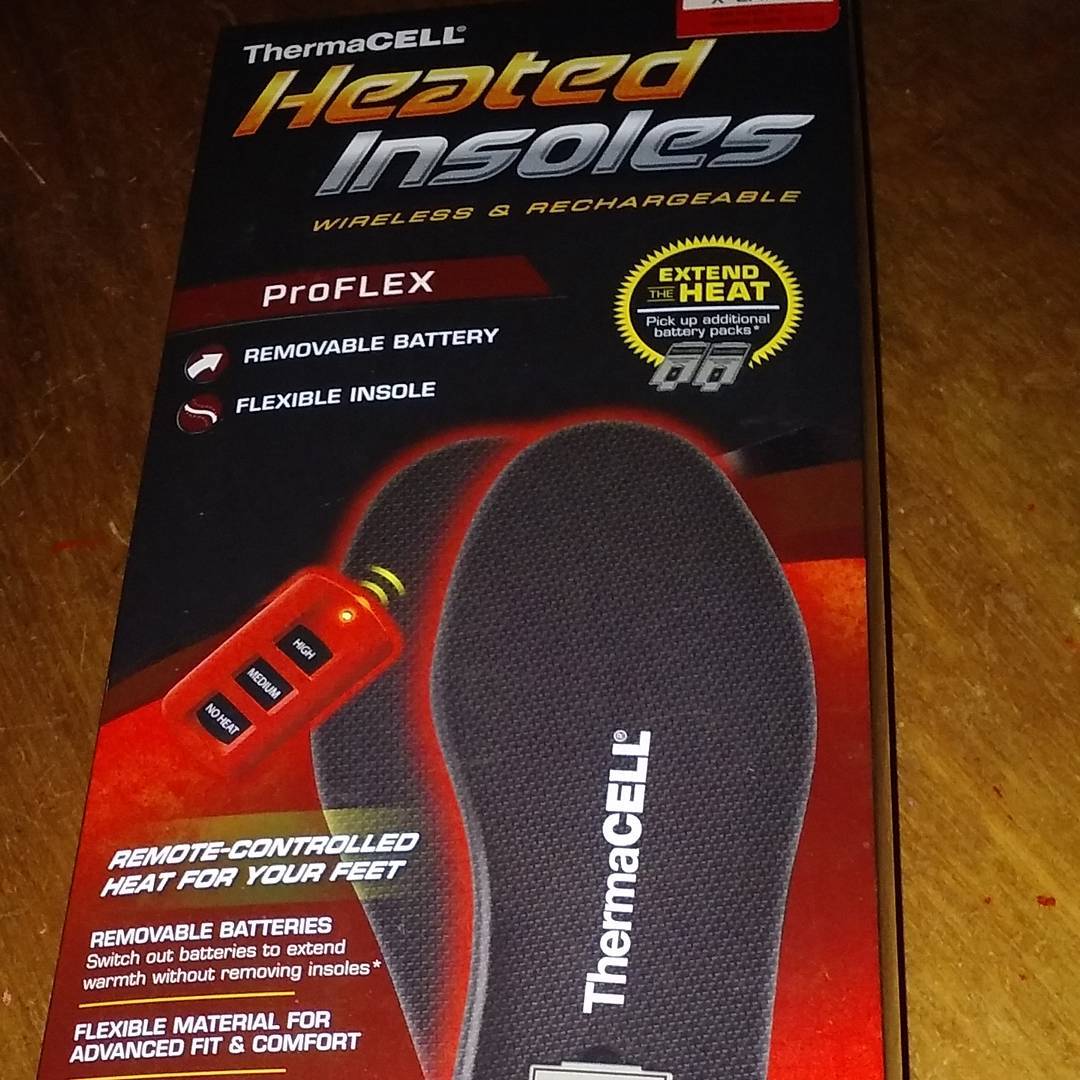 ThermaCELL®
Heated
Insoles
WIRELESS & RECHARGEABLE
ProFLEX
REMOVABLE BATTERY
FLEXIBLE INSOLE
EXTEND
THE HEAT
Pick up additional
battery packs*
HIGH
MEDIUM
NO HEAT
ThermaCELL®
REMOTE-CONTROLLED
HEAT FOR YOUR FEET
REMOVABLE BATTERIES
Switch out batteries to extend
warmth without removing insoles*
FLEXIBLE MATERIAL FOR
ADVANCED FIT & COMFORT